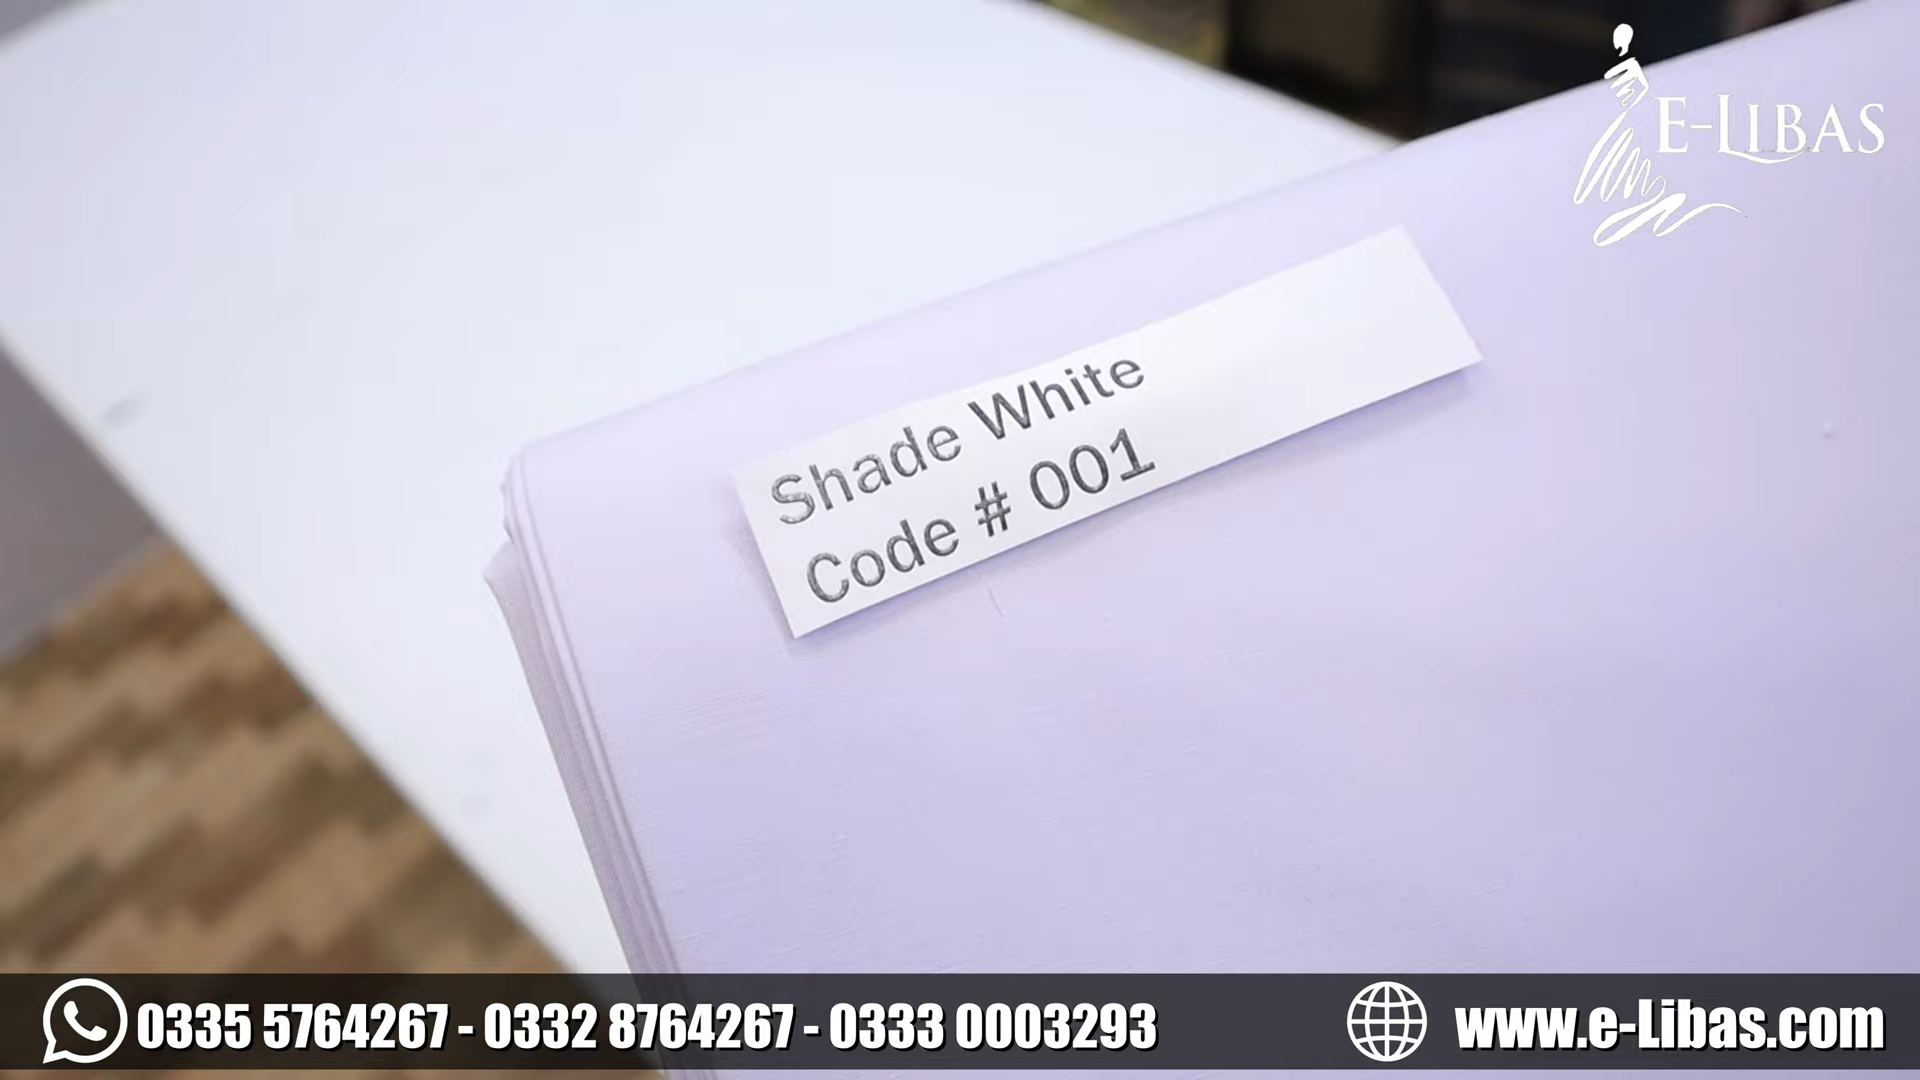 E-LIBAS
Shade White
Code # 001
0335 5764267 - 0332 8764267 - 0333 0003293
www.e-Libas.com